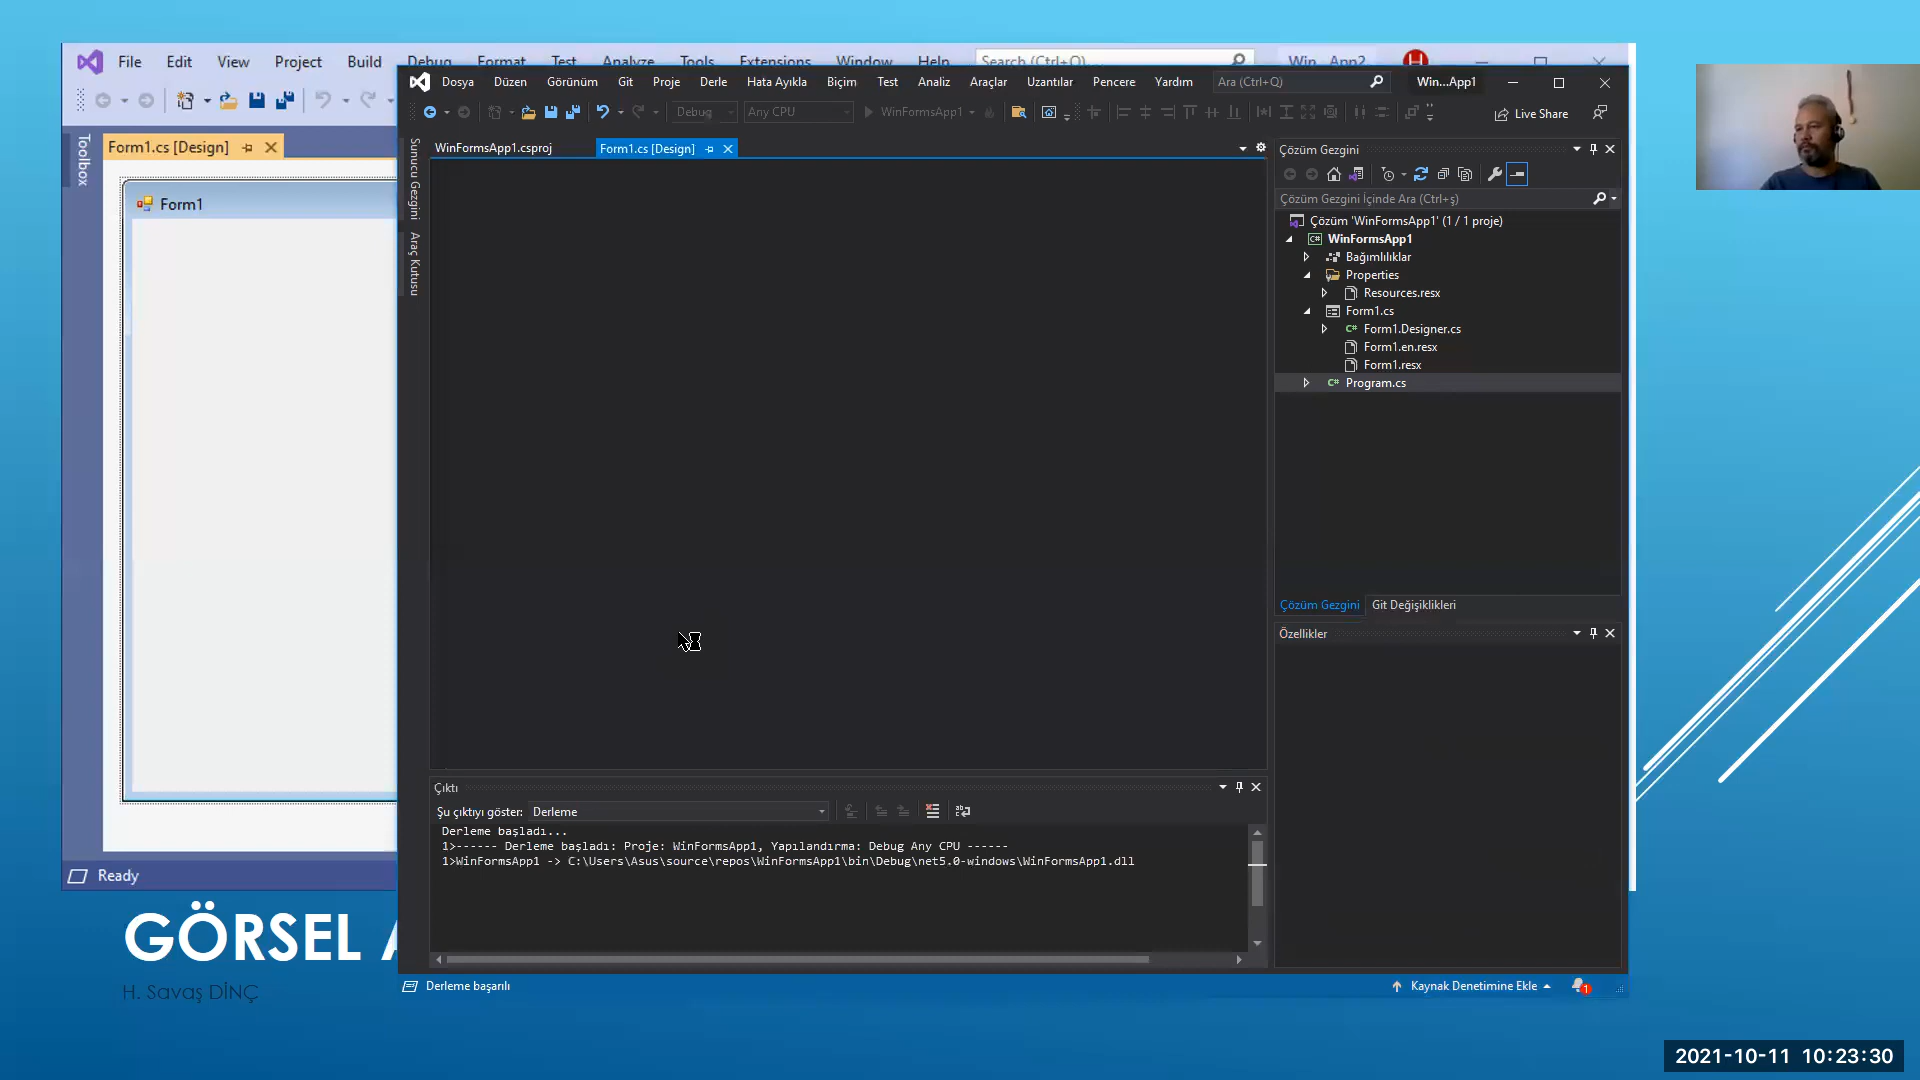 File Edit View Project Build Debug Format Test Analyze Tools Extensions Window Help Search (Ctrl+Q)... Win...App2
Toolbox
Form1.cs [Design]
Form1
Ready
Dosya Düzen Görünüm Git Proje Derle Hata Ayıkla Biçim Test Analiz Araçlar Uzantılar Pencere Yardım Ara (Ctrl+Q) Win...App1
Debug Any CPU WinFormsApp1 Live Share
Sunucu Gezgini
Araç Kutusu
WinFormsApp1.csproj Form1.cs [Design]
Çözüm Gezgini
Çözüm Gezgini İçinde Ara (Ctrl+ş)
Çözüm 'WinFormsApp1' (1 / 1 proje)
WinFormsApp1
Bağımlılıklar
Properties
Resources.resx
Form1.cs
Form1.Designer.cs
Form1.en.resx
Form1.resx
Program.cs
Çözüm Gezgini Git Değişiklikleri
Özellikler
Çıktı
Şu çıktıyı göster: Derleme
Derleme başladı...
1>------ Derleme başladı: Proje: WinFormsApp1, Yapılandırma: Debug Any CPU ------
1>WinFormsApp1 -> C:\Users\Asus\source\repos\WinFormsApp1\bin\Debug\net5.0-windows\WinFormsApp1.dll
Derleme başarılı
Kaynak Denetimine Ekle
1
GÖRSEL
H. Savaş DİNÇ
2021-10-11 10:23:30